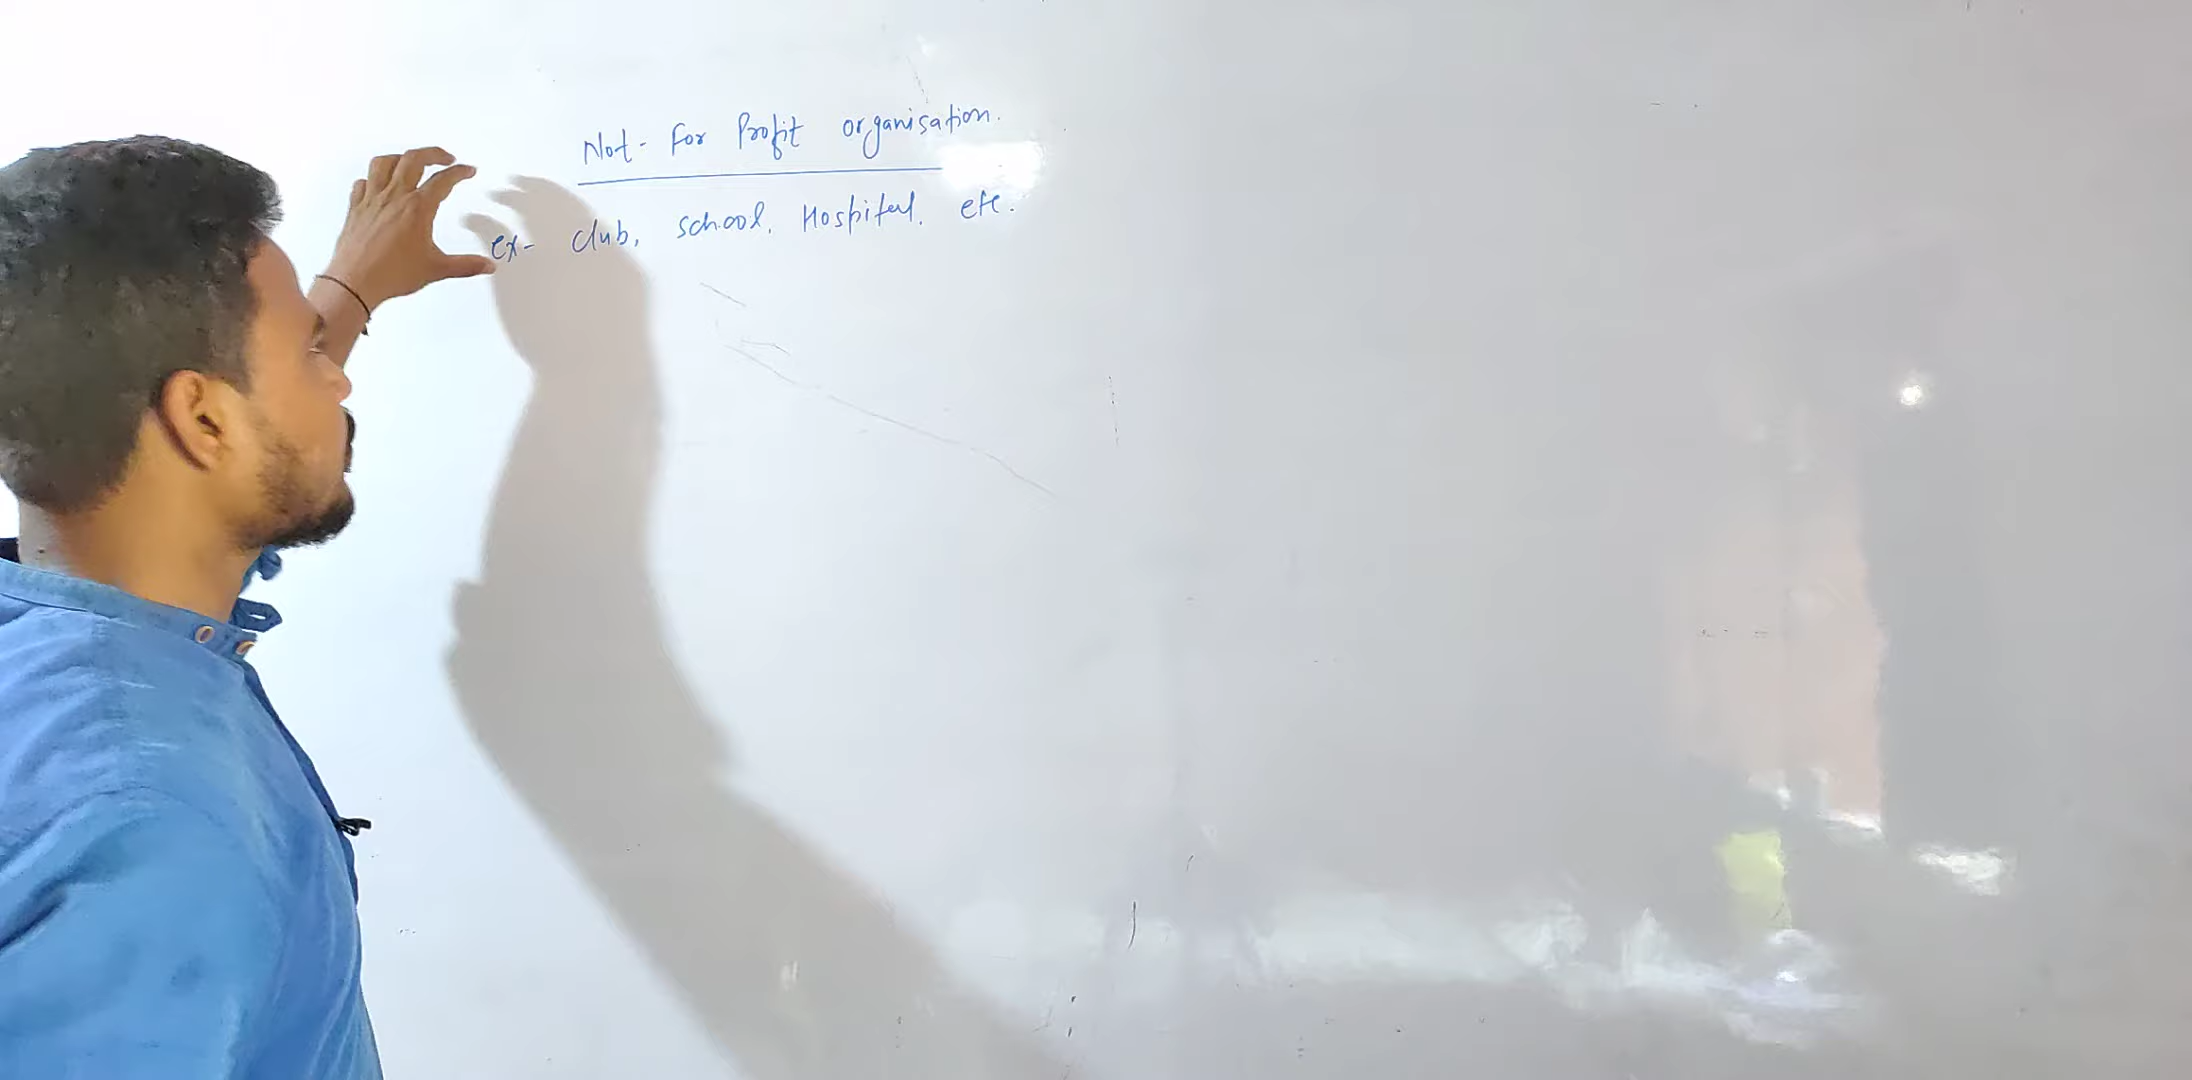 Not- For Profit organisation.
ex- club, school, Hospital, etc.